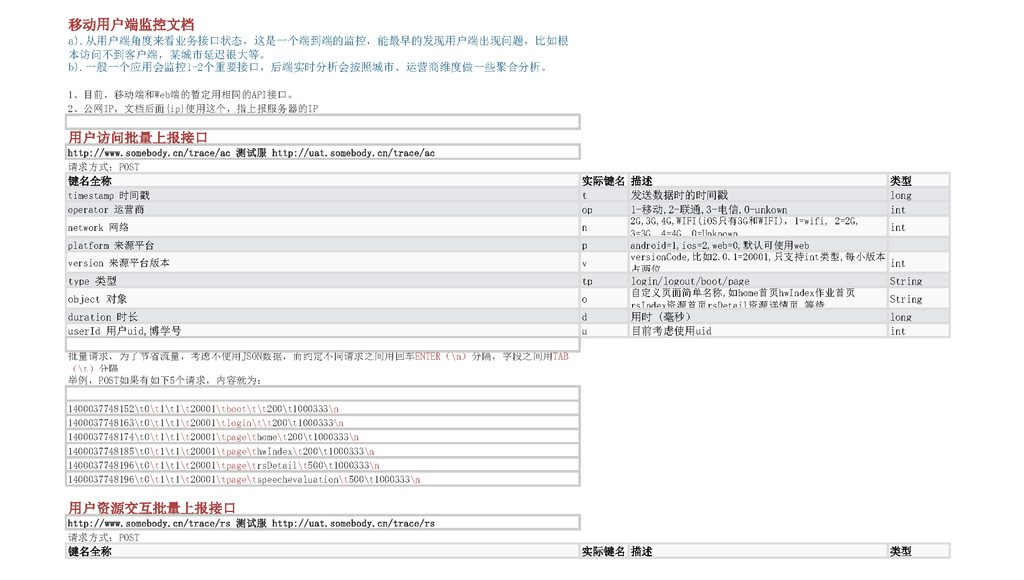 移动用户端监控文档
a).从用户端角度来看业务接口状态，这是一个端到端的监控，能最早的发现用户端出现问题，比如根
本访问不到客户端，某城市延迟很大等。
b).一般一个应用会监控1-2个重要接口，后端实时分析会按照城市、运营商维度做一些聚合分析。
1、目前，移动端和Web端的暂定用相同的API接口。
2、公网IP，文档后面{ip}使用这个，指上报服务器的IP
用户访问批量上报接口
http://www.somebody.cn/trace/ac 测试服 http://uat.somebody.cn/trace/ac
请求方式：POST
键名全称 实际键名 描述 类型
timestamp 时间戳 t 发送数据时的时间戳 long
operator 运营商 op 1-移动,2-联通,3-电信,0-unkown int
network 网络 n 2G,3G,4G,WIFI(iOS只有3G和WIFI), 1=wifi, 2=2G,
3=3G, 4=4G, 0=Unknown int
platform 来源平台 p android=1,ios=2,web=0,默认可使用web
version 来源平台版本 v versionCode,比如2.0.1=20001,只支持int类型,每小版本
占两位 int
type 类型 tp login/logout/boot/page String
object 对象 o 自定义页面简单名称,如home首页hwIndex作业首页
rsIndex资源首页rsDetail资源详情页,等待 String
duration 时长 d 用时（毫秒） long
userId 用户uid,博学号 u 目前考虑使用uid int
批量请求，为了节省流量，考虑不使用JSON数据，而约定不同请求之间用回车ENTER（\n）分隔，字段之间用TAB
（\t）分隔
举例，POST如果有如下5个请求，内容就为：
1400037748152\t0\t1\t1\t20001\tboot\t\t200\t1000333\n
1400037748163\t0\t1\t1\t20001\tlogin\t\t200\t1000333\n
1400037748174\t0\t1\t1\t20001\tpage\thome\t200\t1000333\n
1400037748185\t0\t1\t1\t20001\tpage\thwIndex\t200\t1000333\n
1400037748196\t0\t1\t1\t20001\tpage\trsDetail\t500\t1000333\n
1400037748196\t0\t1\t1\t20001\tpage\tspeechevaluation\t500\t1000333\n
用户资源交互批量上报接口
http://www.somebody.cn/trace/rs 测试服 http://uat.somebody.cn/trace/rs
请求方式：POST
键名全称 实际键名 描述 类型